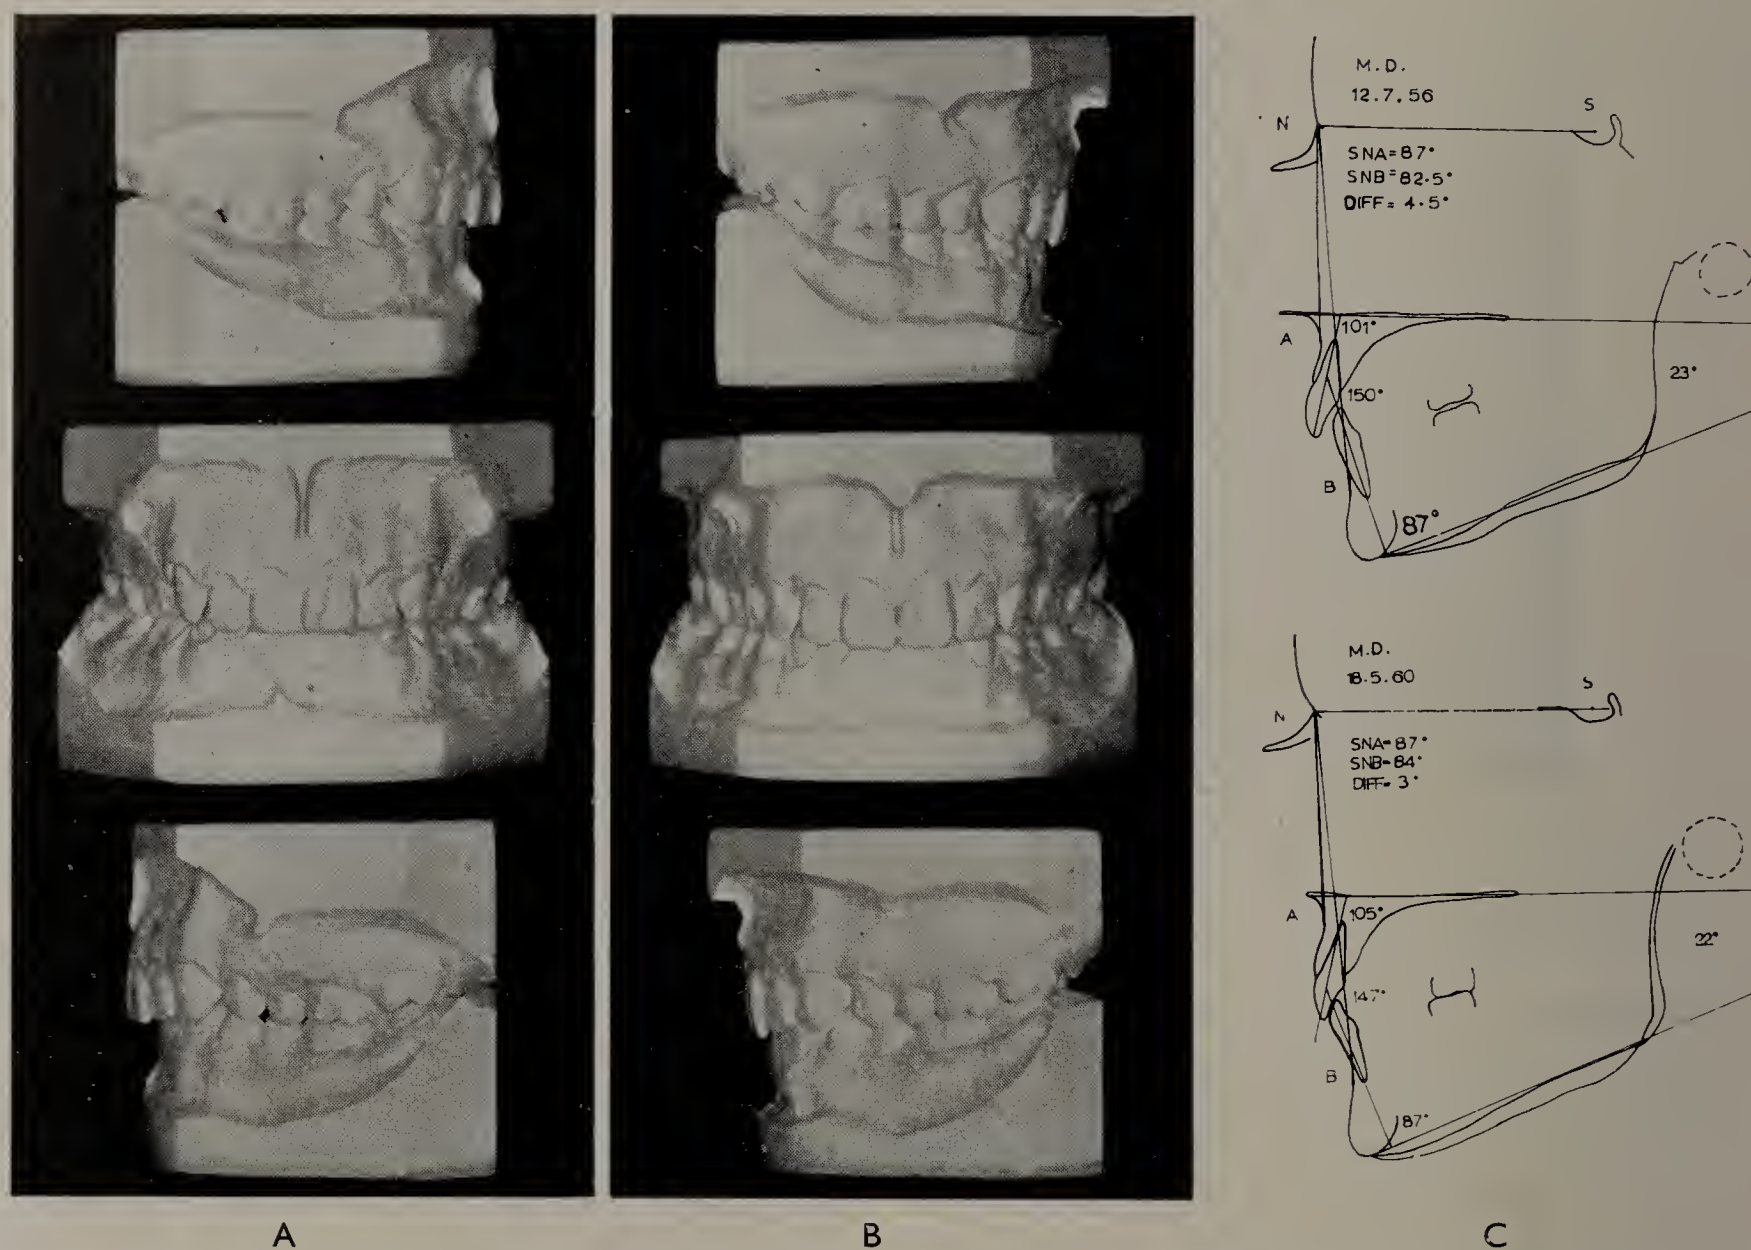 M.D.
12.7.56
N
S
SNA=87°
SNB=82·5°
DIFF= 4·5°
A
101°
23°
150°
B
87°
M.D.
18.5.60
N
S
SNA=87°
SNB=84°
DIFF= 3°
A
105°
22°
147°
B
87°
A
B
C